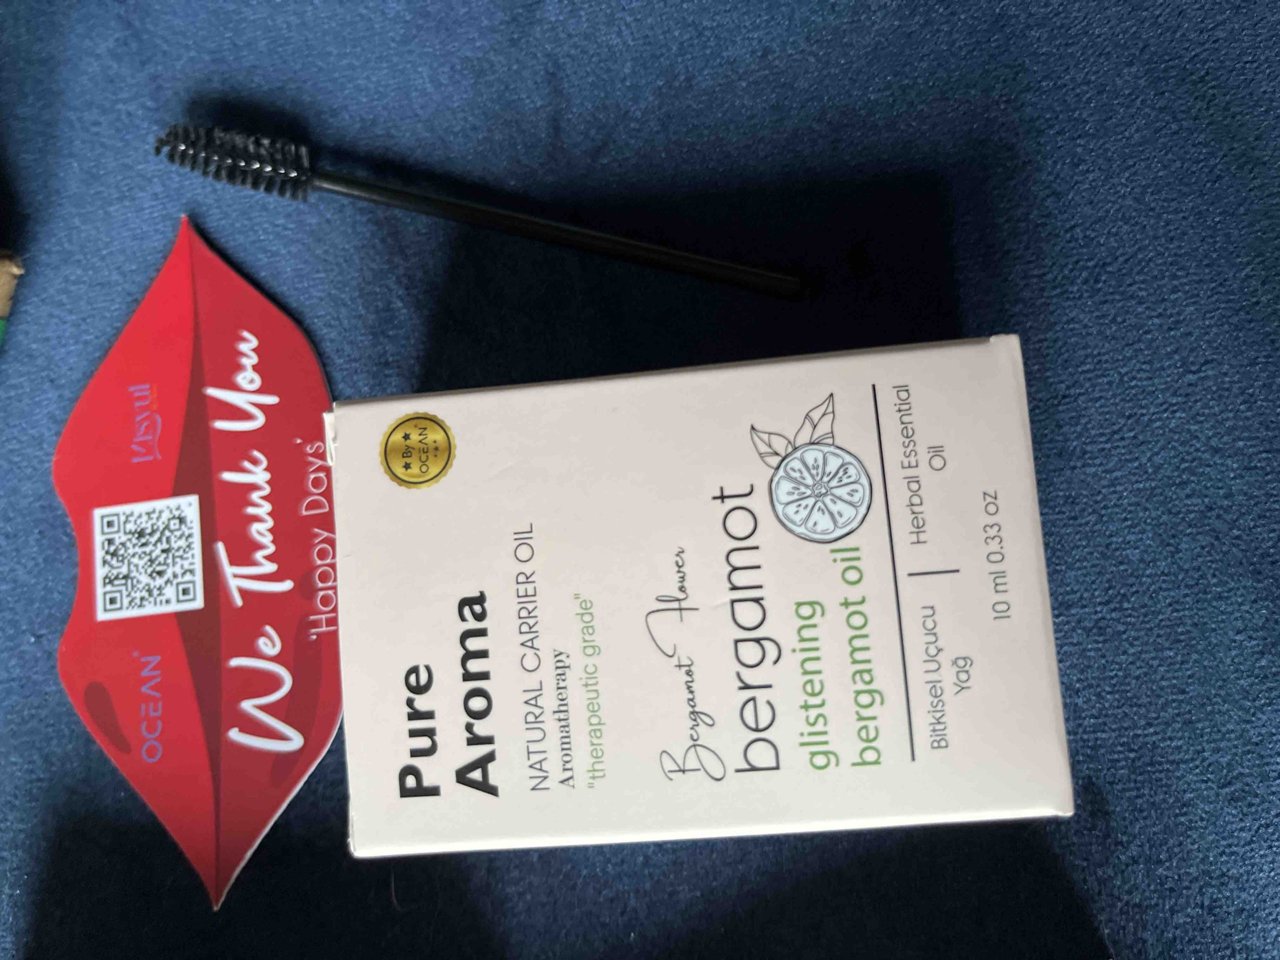 OCEAN
Kisyul
We Thank You
'Happy Days'
By
OCEAN
Pure
Aroma
NATURAL CARRIER OIL
Aromatherapy
"therapeutic grade"
Bergamot Flower
bergamot
glistening
bergamot oil
Bitkisel Uçucu
Yağ
Herbal Essential
Oil
10 ml 0.33 oz